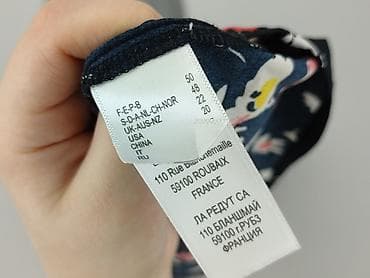 F-E-P-B 50
S-D-A-NL-CH-NOR 48
UK-AUS-NZ 22
USA 20
CHINA
IT
RU
110 Rue Blanchemaille
59100 ROUBAIX
FRANCE
ЛА РЕДУТ СА
110 БЛАНШМАЙ
59100 г.РУБЭ
ФРАНЦИЯ